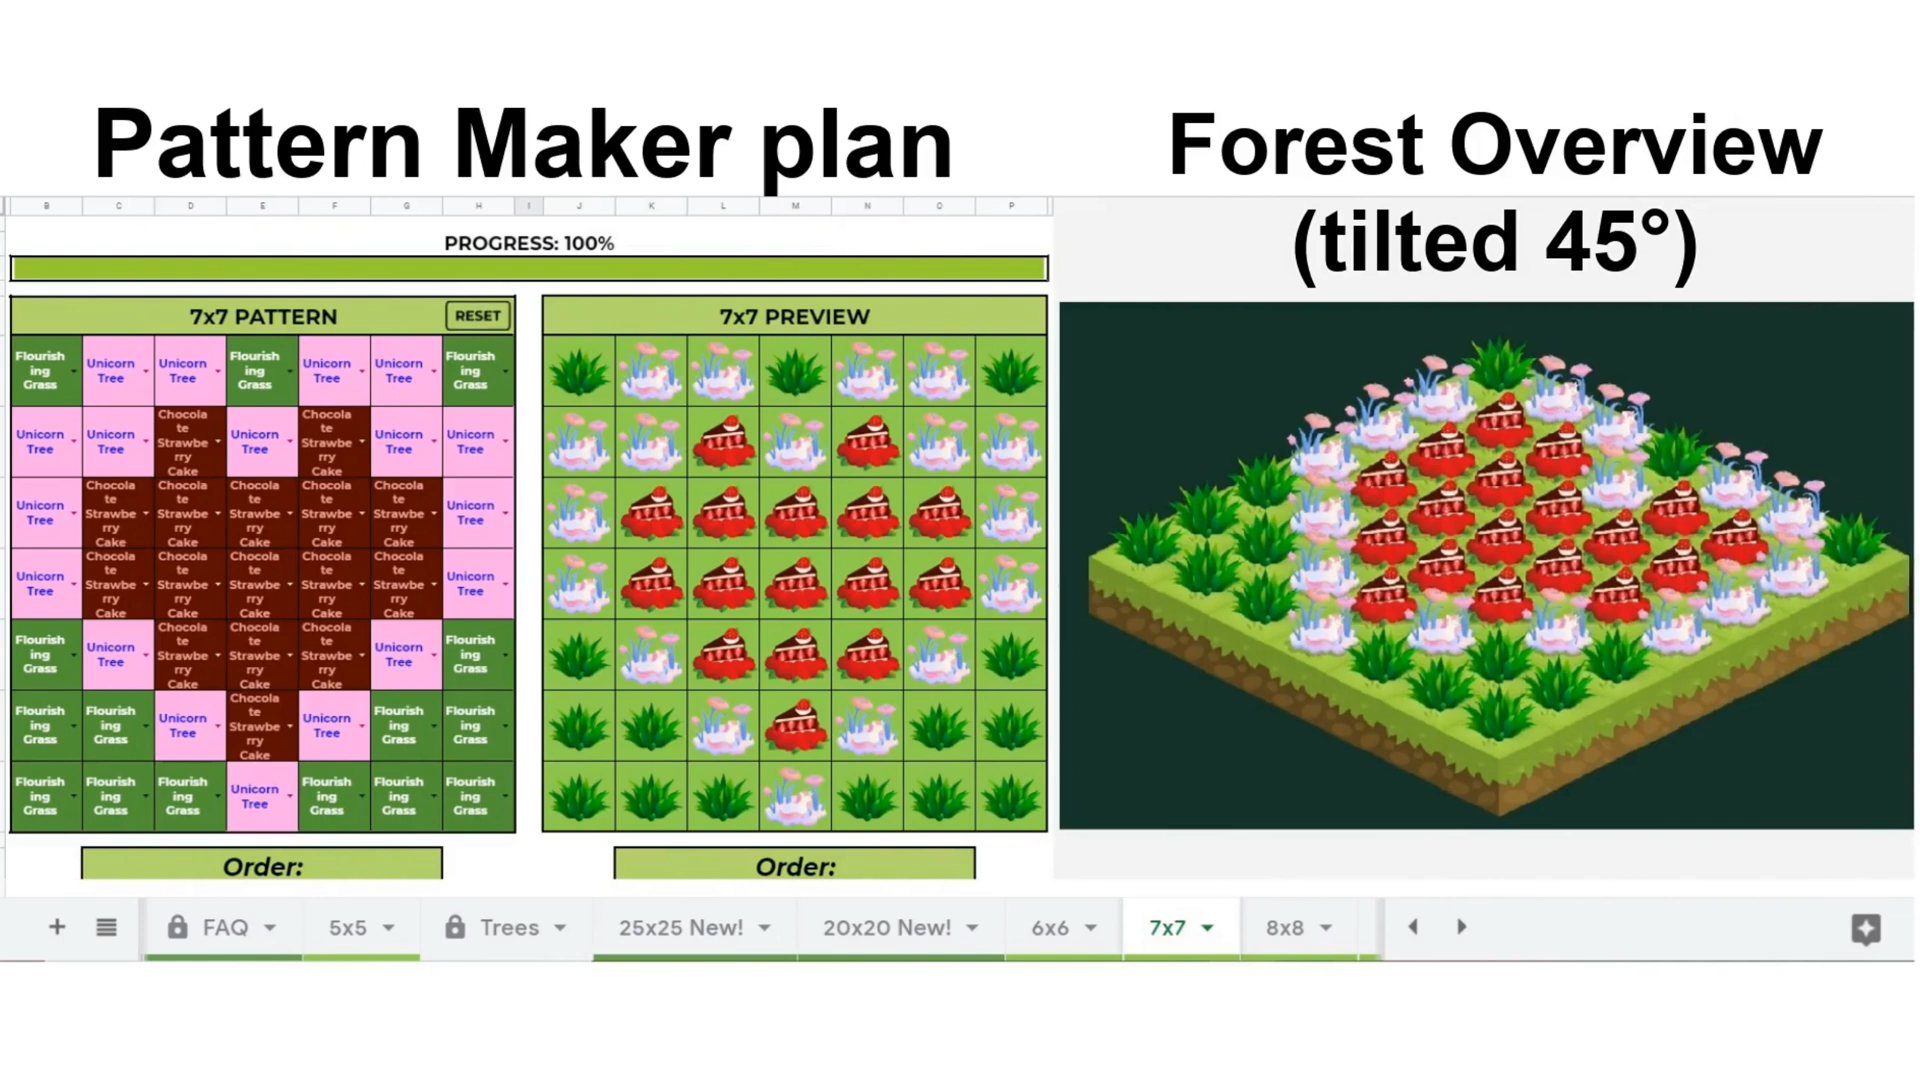 Pattern Maker plan
Forest Overview
(tilted 45°)
B C D E F G H I J K L M N O P
PROGRESS: 100%
7x7 PATTERN
RESET
7x7 PREVIEW
Flourish
ing
Grass
Unicorn
Tree
Unicorn
Tree
Flourish
ing
Grass
Unicorn
Tree
Unicorn
Tree
Flourish
ing
Grass
Unicorn
Tree
Unicorn
Tree
Chocola
te
Strawbe
rry
Cake
Unicorn
Tree
Chocola
te
Strawbe
rry
Cake
Unicorn
Tree
Unicorn
Tree
Unicorn
Tree
Chocola
te
Strawbe
rry
Cake
Chocola
te
Strawbe
rry
Cake
Chocola
te
Strawbe
rry
Cake
Chocola
te
Strawbe
rry
Cake
Chocola
te
Strawbe
rry
Cake
Unicorn
Tree
Unicorn
Tree
Chocola
te
Strawbe
rry
Cake
Chocola
te
Strawbe
rry
Cake
Chocola
te
Strawbe
rry
Cake
Chocola
te
Strawbe
rry
Cake
Chocola
te
Strawbe
rry
Cake
Unicorn
Tree
Flourish
ing
Grass
Unicorn
Tree
Chocola
te
Strawbe
rry
Cake
Chocola
te
Strawbe
rry
Cake
Chocola
te
Strawbe
rry
Cake
Unicorn
Tree
Flourish
ing
Grass
Flourish
ing
Grass
Flourish
ing
Grass
Unicorn
Tree
Chocola
te
Strawbe
rry
Cake
Unicorn
Tree
Flourish
ing
Grass
Flourish
ing
Grass
Flourish
ing
Grass
Flourish
ing
Grass
Flourish
ing
Grass
Unicorn
Tree
Flourish
ing
Grass
Flourish
ing
Grass
Flourish
ing
Grass
Order:
Order:
FAQ
5x5
Trees
25x25 New!
20x20 New!
6x6
7x7
8x8